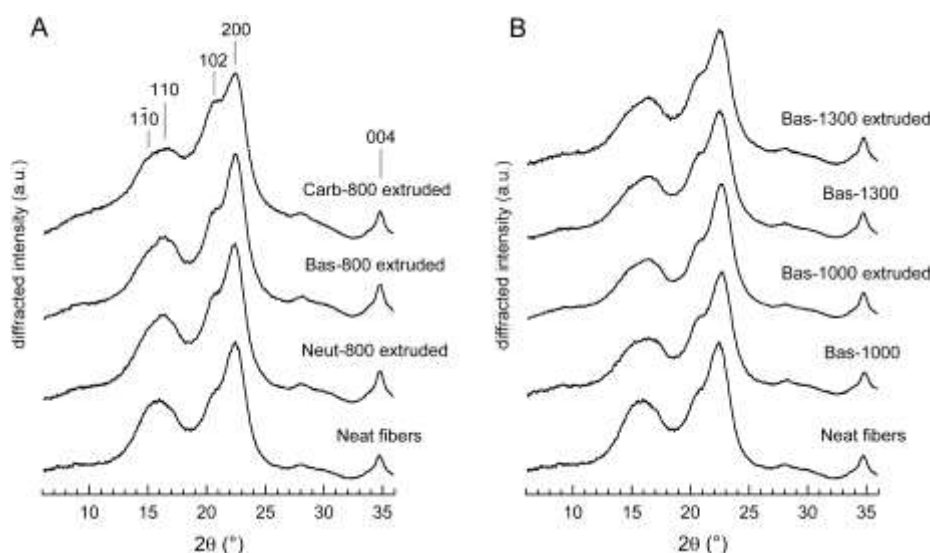 A
200
102
110
11̄0
004
Carb-800 extruded
Bas-800 extruded
Neut-800 extruded
Neat fibers
diffracted intensity (a.u.)
10 15 20 25 30 35
2θ (°)
B
Bas-1300 extruded
Bas-1300
Bas-1000 extruded
Bas-1000
Neat fibers
diffracted intensity (a.u.)
10 15 20 25 30 35
2θ (°)